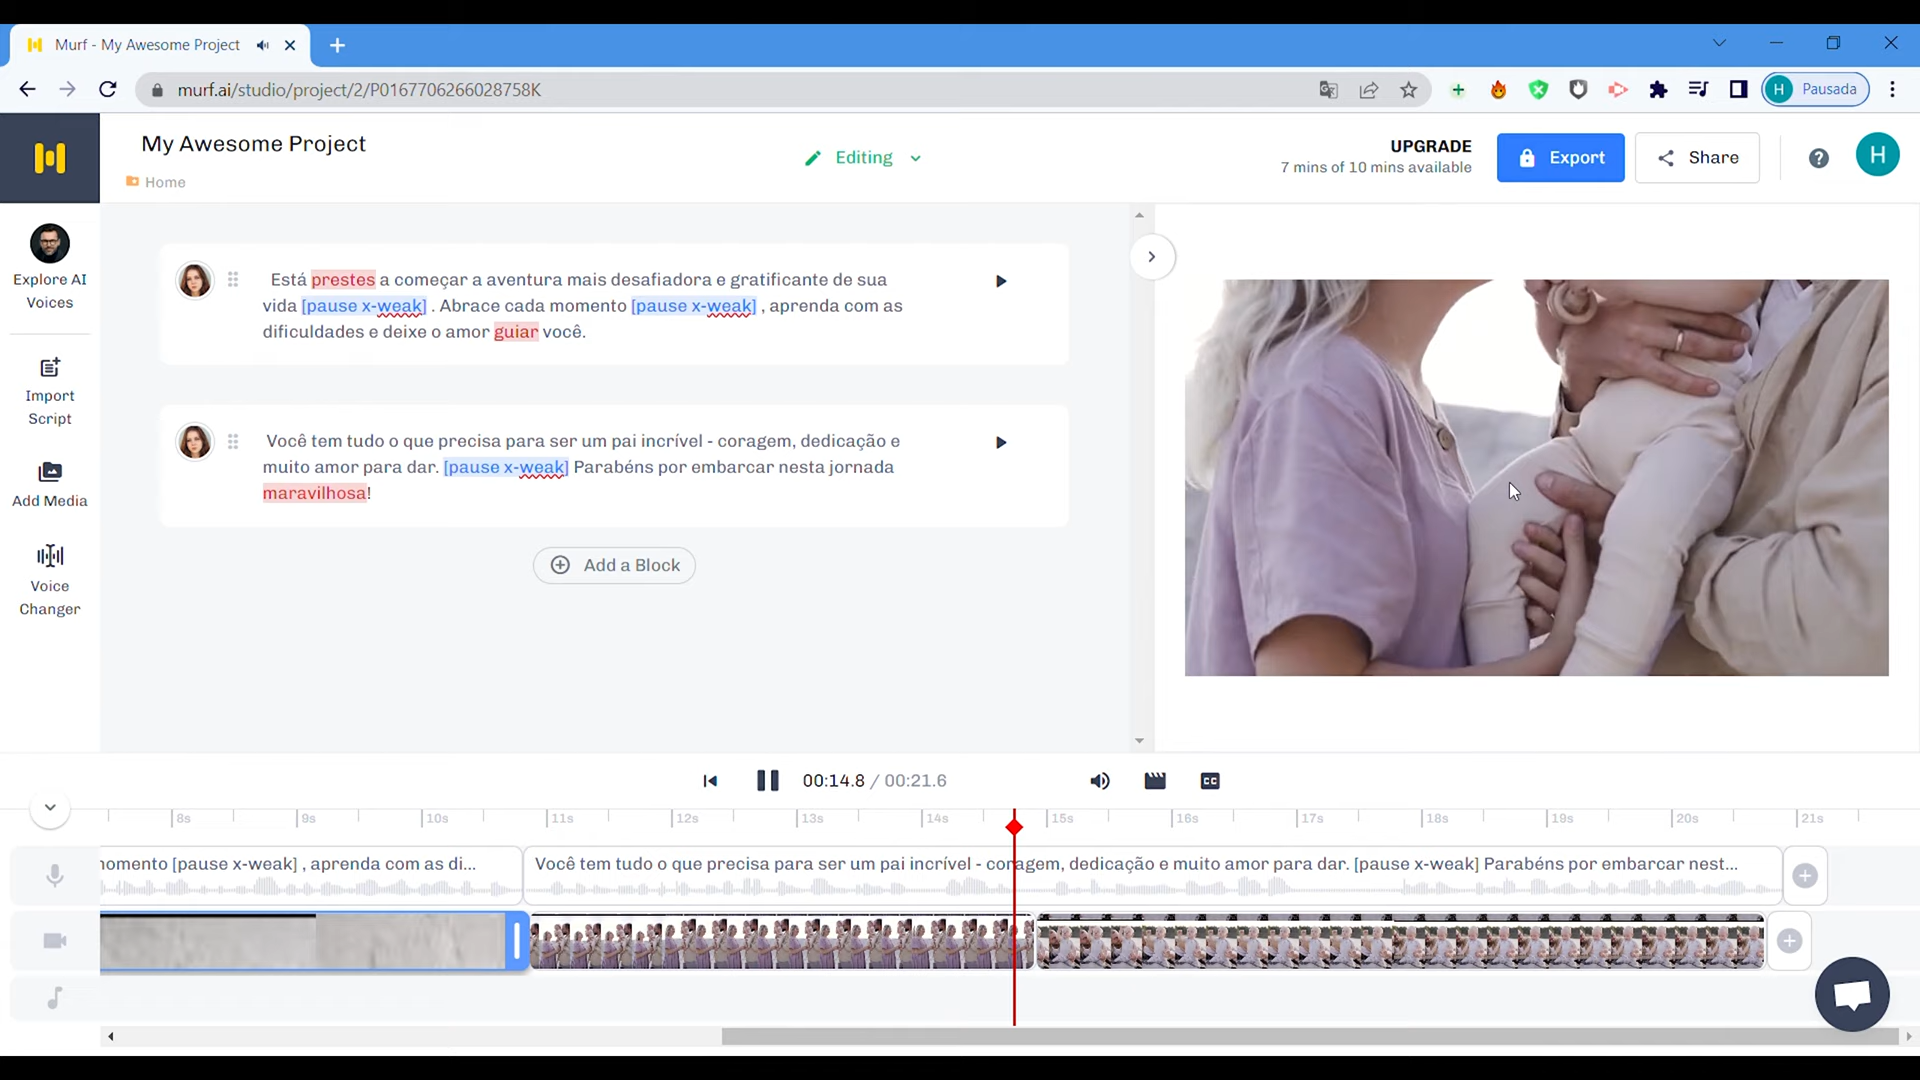 Murf - My Awesome Project
murf.ai/studio/project/2/P0167706266028758K
H Pausada
My Awesome Project
Home
Editing
UPGRADE
7 mins of 10 mins available
Export
Share
H
Explore AI
Voices
Import
Script
Add Media
Voice
Changer
Está prestes a começar a aventura mais desafiadora e gratificante de sua
vida [pause x-weak] . Abrace cada momento [pause x-weak] , aprenda com as
dificuldades e deixe o amor guiar você.
Você tem tudo o que precisa para ser um pai incrível - coragem, dedicação e
muito amor para dar. [pause x-weak] Parabéns por embarcar nesta jornada
maravilhosa!
Add a Block
00:14.8 / 00:21.6
CC
8s 9s 10s 11s 12s 13s 14s 15s 16s 17s 18s 19s 20s 21s
omento [pause x-weak] , aprenda com as di...
Você tem tudo o que precisa para ser um pai incrível - coragem, dedicação e muito amor para dar. [pause x-weak] Parabéns por embarcar nest...